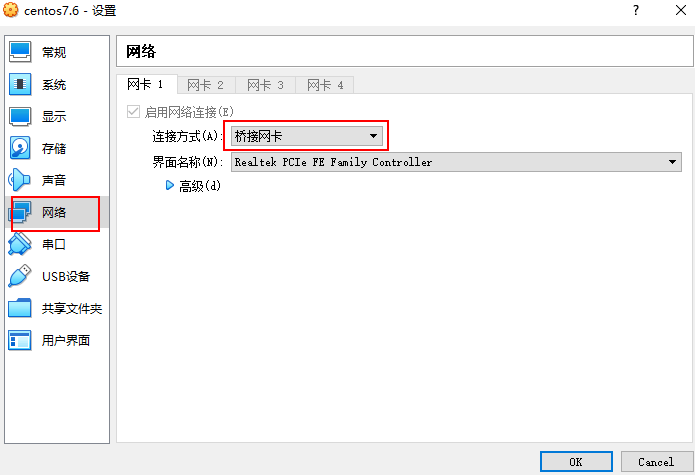 centos7.6 - 设置
?
常规
系统
显示
存储
声音
网络
串口
USB设备
共享文件夹
用户界面
网络
网卡 1 网卡 2 网卡 3 网卡 4
启用网络连接(E)
连接方式(A): 桥接网卡
界面名称(N): Realtek PCIe FE Family Controller
高级(d)
OK Cancel